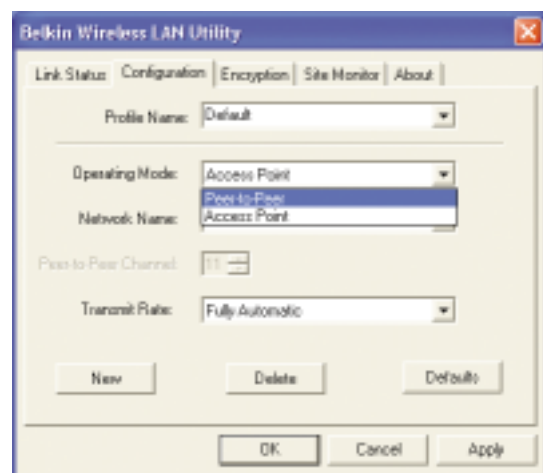 Belkin Wireless LAN Utility
Link Status Configuration Encryption Site Monitor About
Profile Name: Default
Operating Mode: Access Point
Peer-to-Peer
Network Name: Access Point
Peer-to-Peer Channel: 11
Transmit Rate: Fully Automatic
New Delete Defaults
OK Cancel Apply